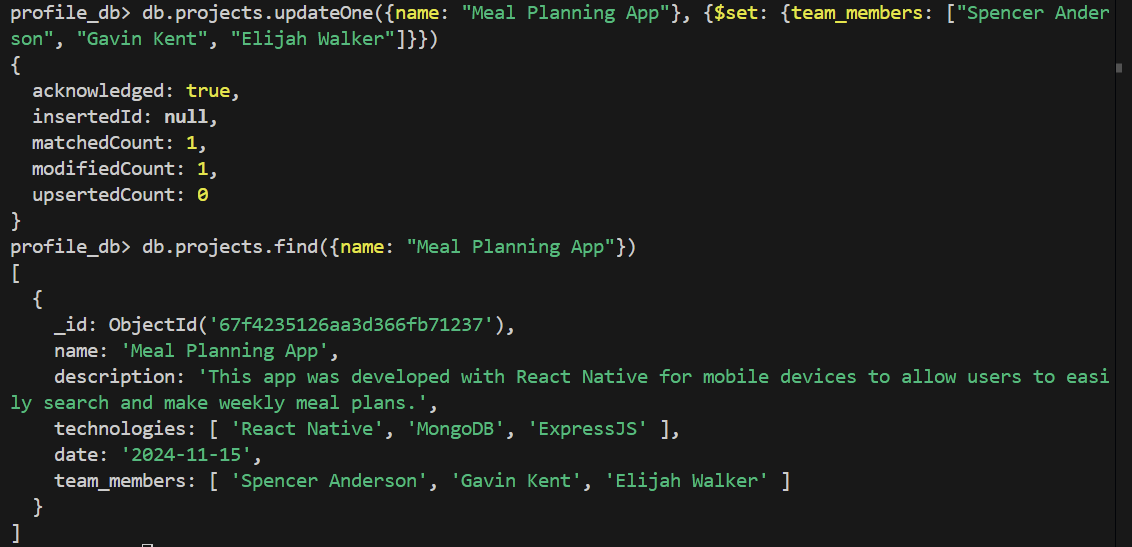 profile_db> db.projects.updateOne({name: "Meal Planning App"}, {$set: {team_members: ["Spencer Ander
son", "Gavin Kent", "Elijah Walker"]}})
{
  acknowledged: true,
  insertedId: null,
  matchedCount: 1,
  modifiedCount: 1,
  upsertedCount: 0
}
profile_db> db.projects.find({name: "Meal Planning App"})
[
  {
    _id: ObjectId('67f4235126aa3d366fb71237'),
    name: 'Meal Planning App',
    description: 'This app was developed with React Native for mobile devices to allow users to easi
ly search and make weekly meal plans.',
    technologies: [ 'React Native', 'MongoDB', 'ExpressJS' ],
    date: '2024-11-15',
    team_members: [ 'Spencer Anderson', 'Gavin Kent', 'Elijah Walker' ]
  }
]